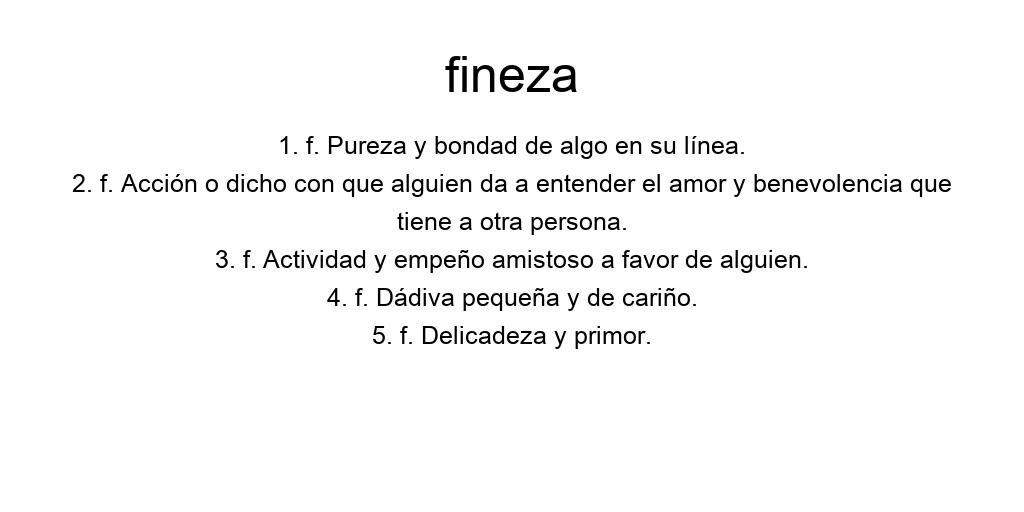 fineza
1. f. Pureza y bondad de algo en su línea.
2. f. Acción o dicho con que alguien da a entender el amor y benevolencia que
tiene a otra persona.
3. f. Actividad y empeño amistoso a favor de alguien.
4. f. Dádiva pequeña y de cariño.
5. f. Delicadeza y primor.